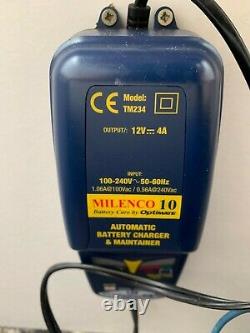 CE Model:
TM234
OUTPUT: 12V⎓ 4A
INPUT:
100-240V~ 50-60Hz
1.06A@100Vac / 0.56A@240Vac
MILENCO 10
Battery Care by Optimate
AUTOMATIC
BATTERY CHARGER
& MAINTAINER